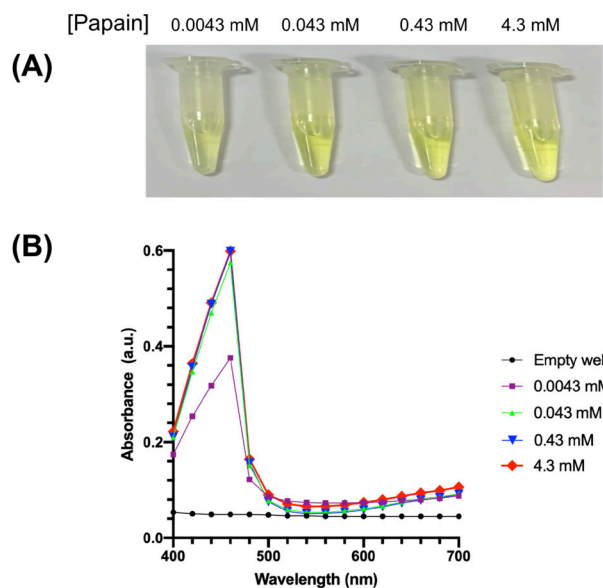 [Papain] 0.0043 mM 0.043 mM 0.43 mM 4.3 mM
(A)
(B)
0.6
0.4
0.2
0.0
400 500 600 700
Absorbance (a.u.)
Wavelength (nm)
Empty wel
0.0043 mM
0.043 mM
0.43 mM
4.3 mM